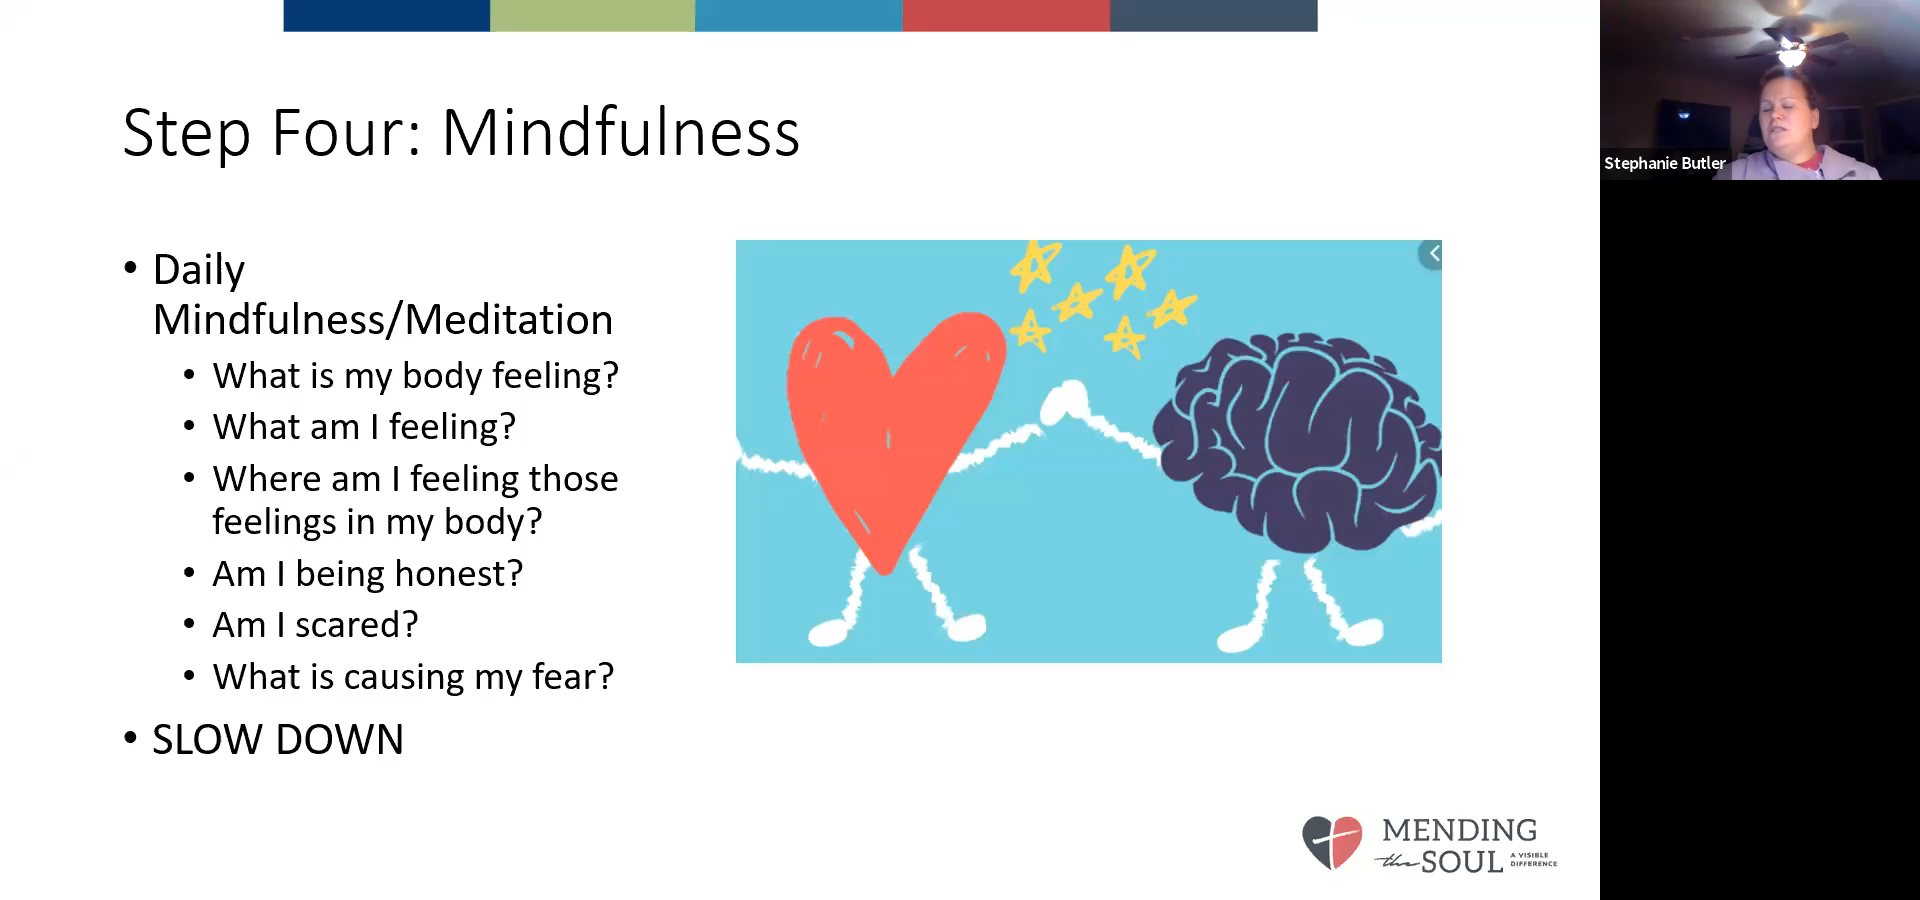 Step Four: Mindfulness
• Daily
Mindfulness/Meditation
• What is my body feeling?
• What am I feeling?
• Where am I feeling those
feelings in my body?
• Am I being honest?
• Am I scared?
• What is causing my fear?
• SLOW DOWN
MENDING
the SOUL A VISIBLE
DIFFERENCE
Stephanie Butler